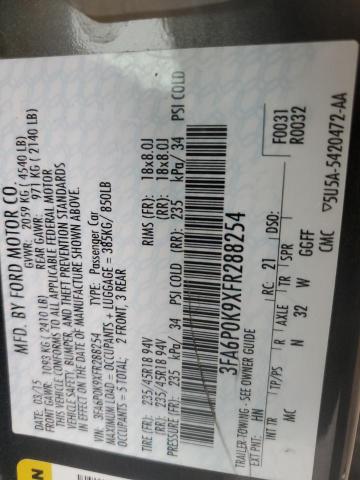 MFD. BY FORD MOTOR CO.
DATE: 03/15 GVWR: 2059 KG ( 4540 LB)
FRONT GAWR: 1093 KG ( 2410 LB) REAR GAWR: 971 KG ( 2140 LB)
THIS VEHICLE CONFORMS TO ALL APPLICABLE FEDERAL MOTOR
VEHICLE SAFETY, BUMPER, AND THEFT PREVENTION STANDARDS
IN EFFECT ON THE DATE OF MANUFACTURE SHOWN ABOVE.
VIN: 3FA6P0K9XFR288254 TYPE: Passenger Car
MAXIMUM LOAD = OCCUPANTS + LUGGAGE = 385KG/ 850LB
OCCUPANTS = 5 TOTAL: 2 FRONT, 3 REAR
TIRE (FR): 235/45R18 94V RIMS (FR): 18x8.0J
(RR): 235/45R18 94V (RR): 18x8.0J
PRESSURE (FR): 235 kPa/ 34 PSI COLD (RR): 235 kPa/ 34 PSI COLD
3FA6P0K9XFR288254
TRAILER-TOWING - SEE OWNER GUIDE
EXT PNT: HN RC: 21 DSO: F0031
R0032
INT TR TP/PS R AXLE TR SPR
MC N 32 W GGFF
CMC ▽5U5A-5420472-AA